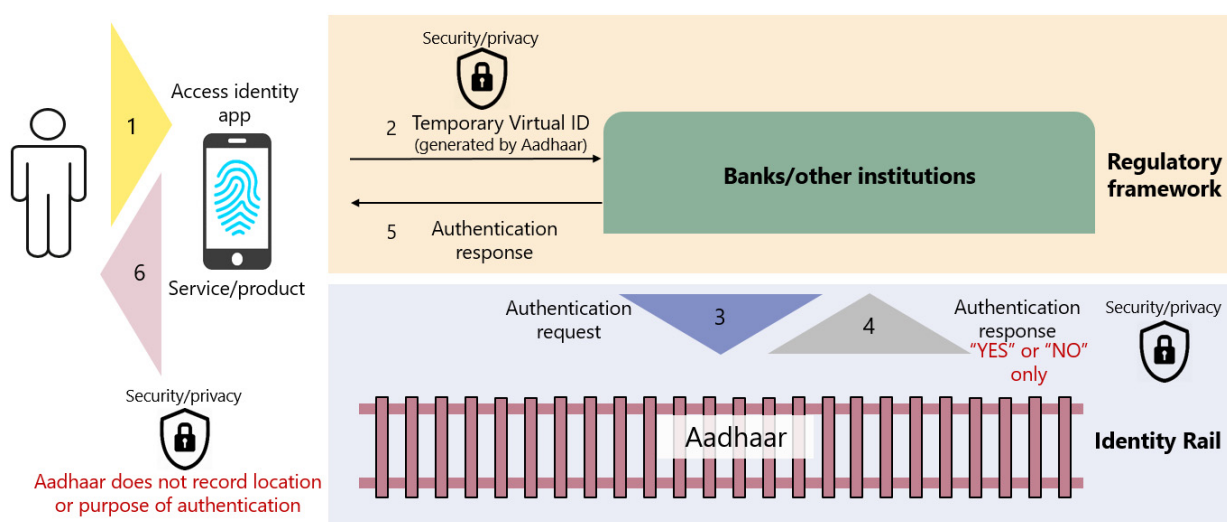 1
Access identity
app
6
Service/product
Security/privacy
Aadhaar does not record location
or purpose of authentication
Security/privacy
2 Temporary Virtual ID
(generated by Aadhaar)
5 Authentication
response
Banks/other institutions
Regulatory
framework
Authentication
request
3
4
Authentication
response
“YES” or “NO”
only
Security/privacy
Aadhaar
Identity Rail